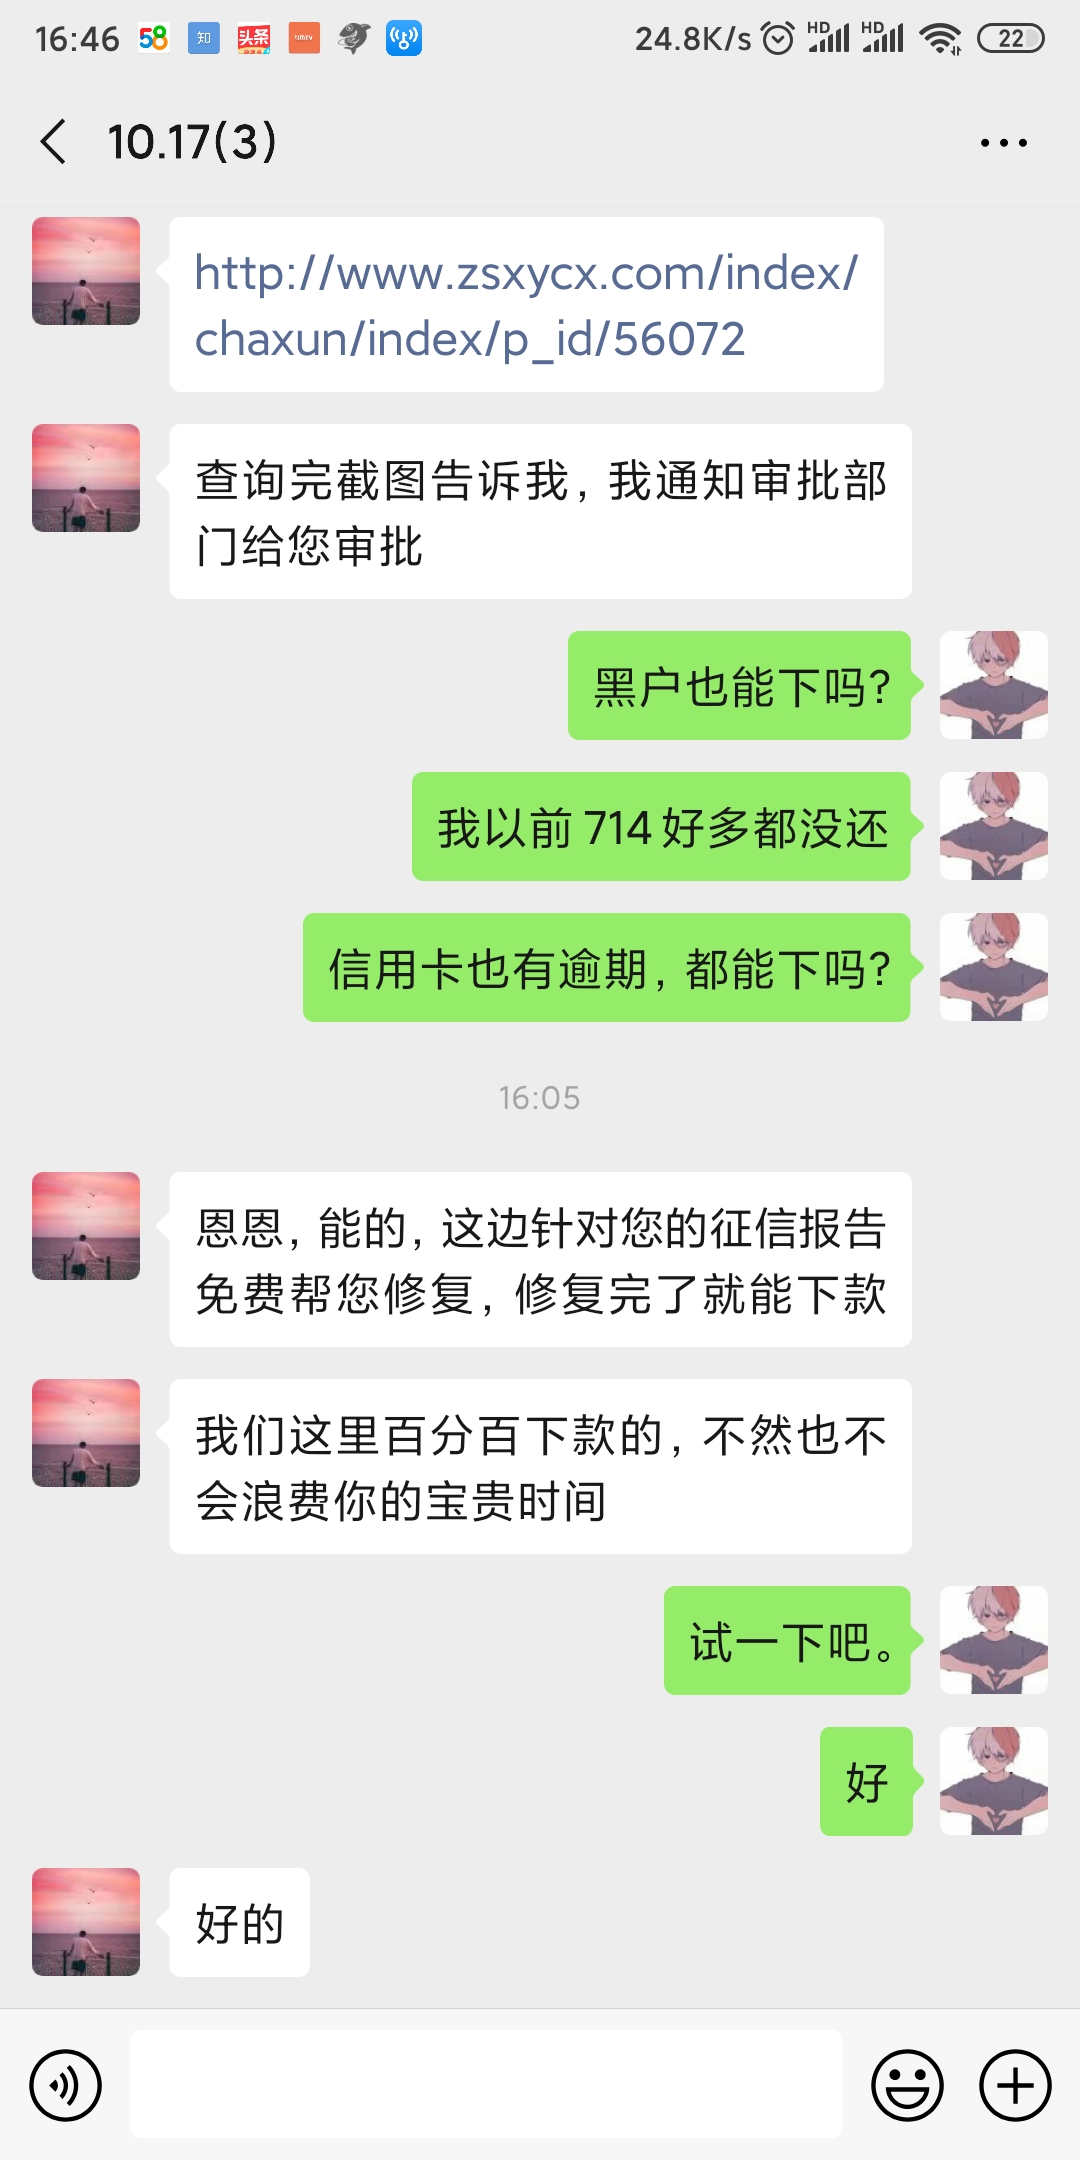 16:46
58
知
头条
24.8K/s
HD
HD
22
10.17(3)
http://www.zsxycx.com/index/
chaxun/index/p_id/56072
查询完截图告诉我，我通知审批部
门给您审批
黑户也能下吗?
我以前714好多都没还
信用卡也有逾期，都能下吗?
16:05
恩恩，能的，这边针对您的征信报告
免费帮您修复，修复完了就能下款
我们这里百分百下款的，不然也不
会浪费你的宝贵时间
试一下吧。
好
好的